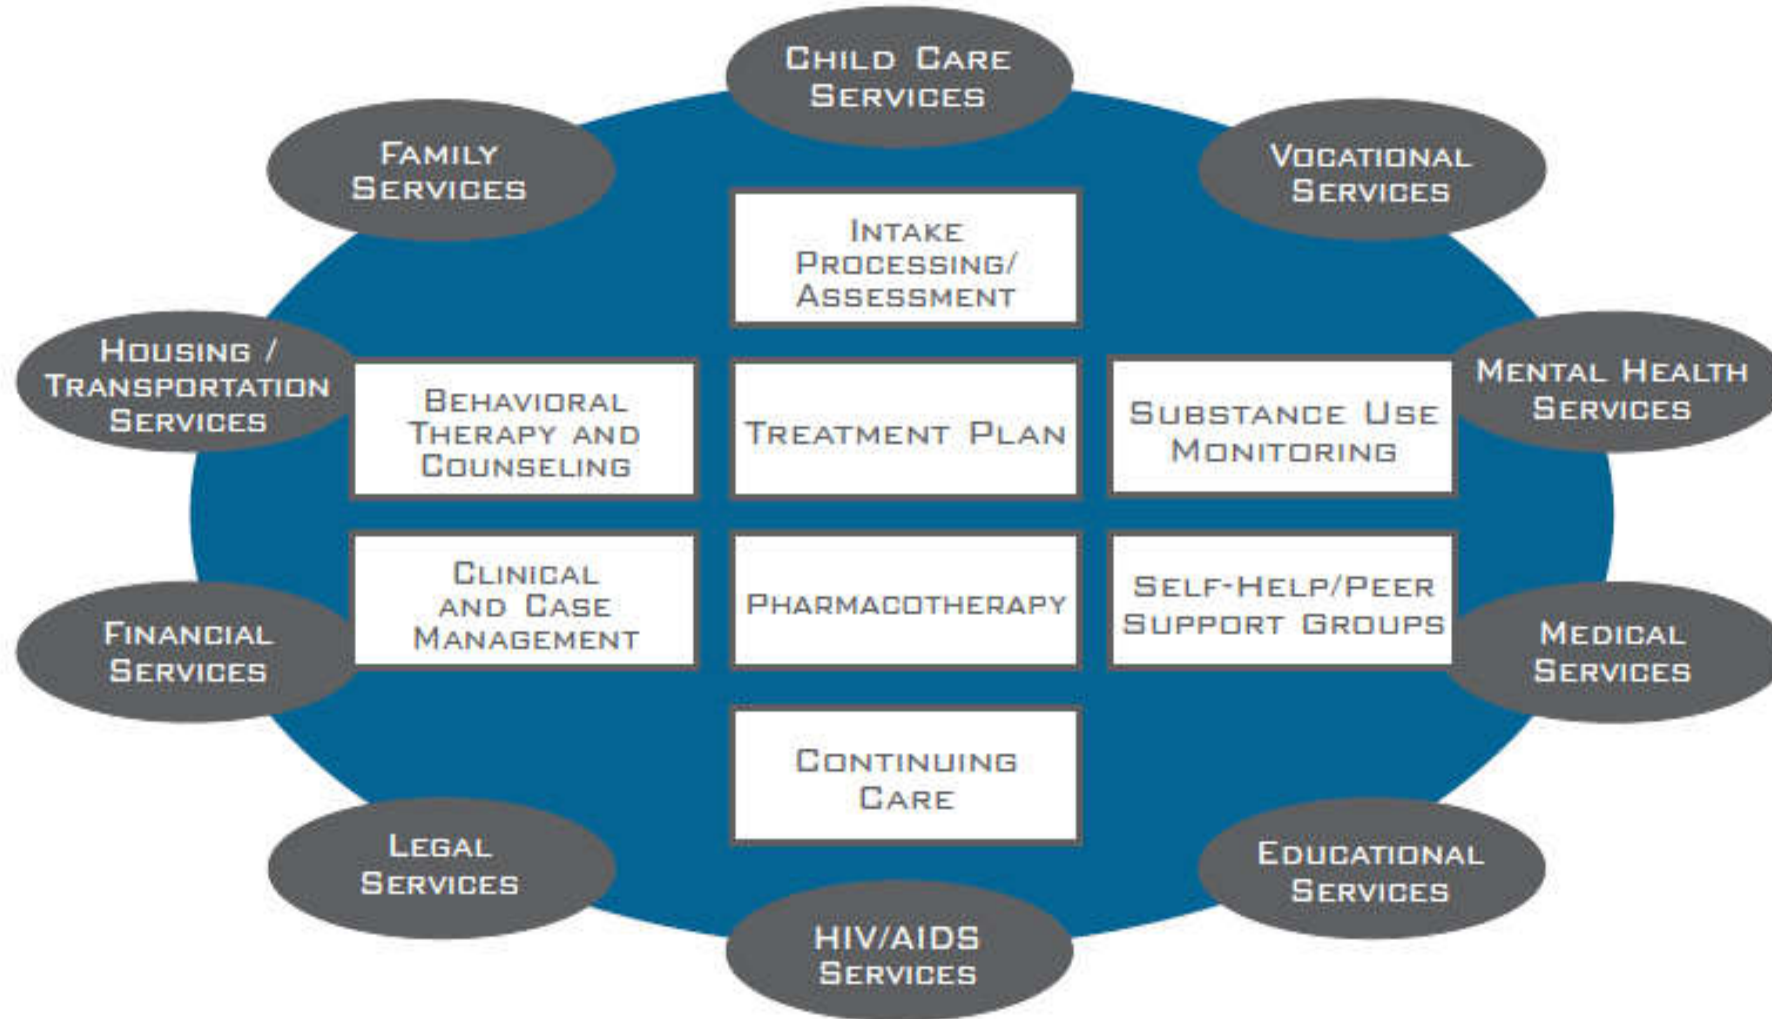 Child Care
Services
Family
Services
Vocational
Services
Intake
Processing/
Assessment
Housing /
Transportation
Services
Behavioral
Therapy and
Counseling
Treatment Plan
Substance Use
Monitoring
Mental Health
Services
Financial
Services
Clinical
and Case
Management
Pharmacotherapy
Self-Help/Peer
Support Groups
Medical
Services
Continuing
Care
Legal
Services
HIV/AIDS
Services
Educational
Services